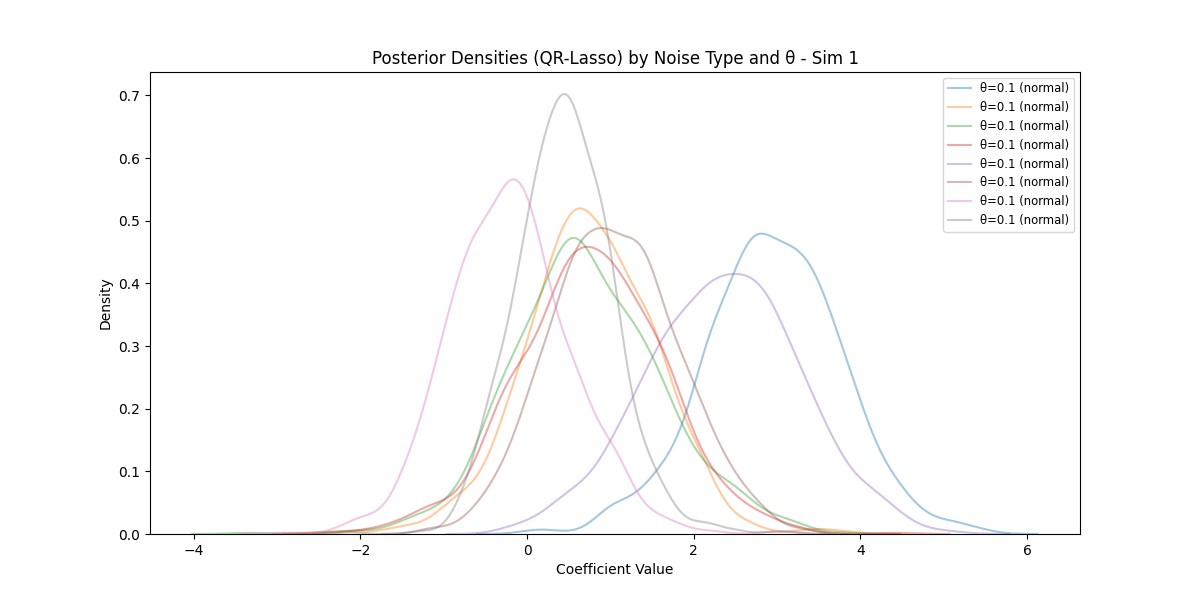 Posterior Densities (QR-Lasso) by Noise Type and θ - Sim 1
θ=0.1 (normal)
θ=0.1 (normal)
θ=0.1 (normal)
θ=0.1 (normal)
θ=0.1 (normal)
θ=0.1 (normal)
θ=0.1 (normal)
θ=0.1 (normal)
Density
0.7
0.6
0.5
0.4
0.3
0.2
0.1
0.0
−4 −2 0 2 4 6
Coefficient Value